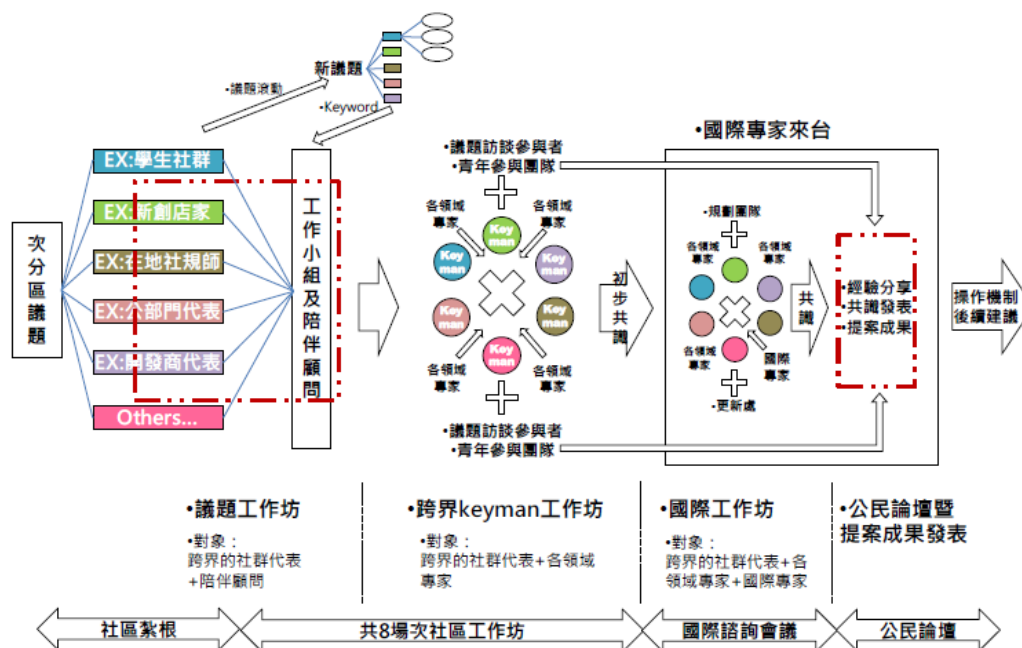 新議題
•議題滾動
•Keyword
次分區議題
EX:學生社群
EX:新創店家
EX:在地社規師
EX:公部門代表
EX:開發商代表
Others...
工作小組及陪伴顧問
•議題訪談參與者
•青年參與團隊
各領域
專家
各領域
專家
Key
man
Key
man
Key
man
Key
man
Key
man
Key
man
各領域
專家
各領域
專家
•議題訪談參與者
•青年參與團隊
初步共識
•國際專家來台
•規劃團隊
各領域
專家
各領域
專家
各領域
專家
國際
專家
•更新處
共識
•經驗分享
•共識發表
•提案成果
操作機制
後續建議
•議題工作坊
•對象：
跨界的社群代表
+陪伴顧問
•跨界keyman工作坊
•對象：
跨界的社群代表+各領域
專家
•國際工作坊
•對象：
跨界的社群代表+各
領域專家+國際專家
•公民論壇暨
提案成果發表
社區紮根
共8場次社區工作坊
國際諮詢會議
公民論壇